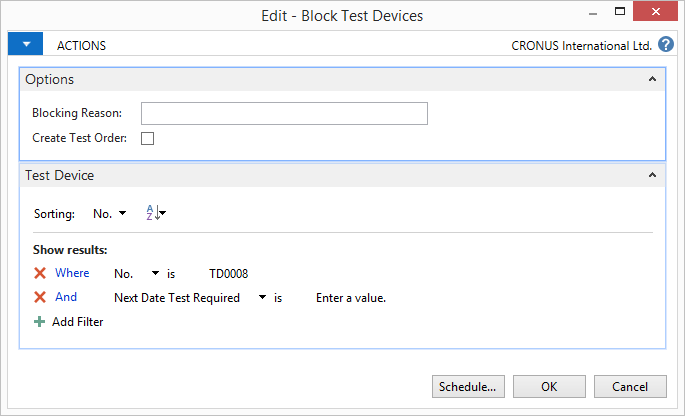 Edit - Block Test Devices
ACTIONS CRONUS International Ltd. ?
Options
Blocking Reason:
Create Test Order:
Test Device
Sorting: No. A Z
Show results:
Where No. is TD0008
And Next Date Test Required is Enter a value.
Add Filter
Schedule... OK Cancel